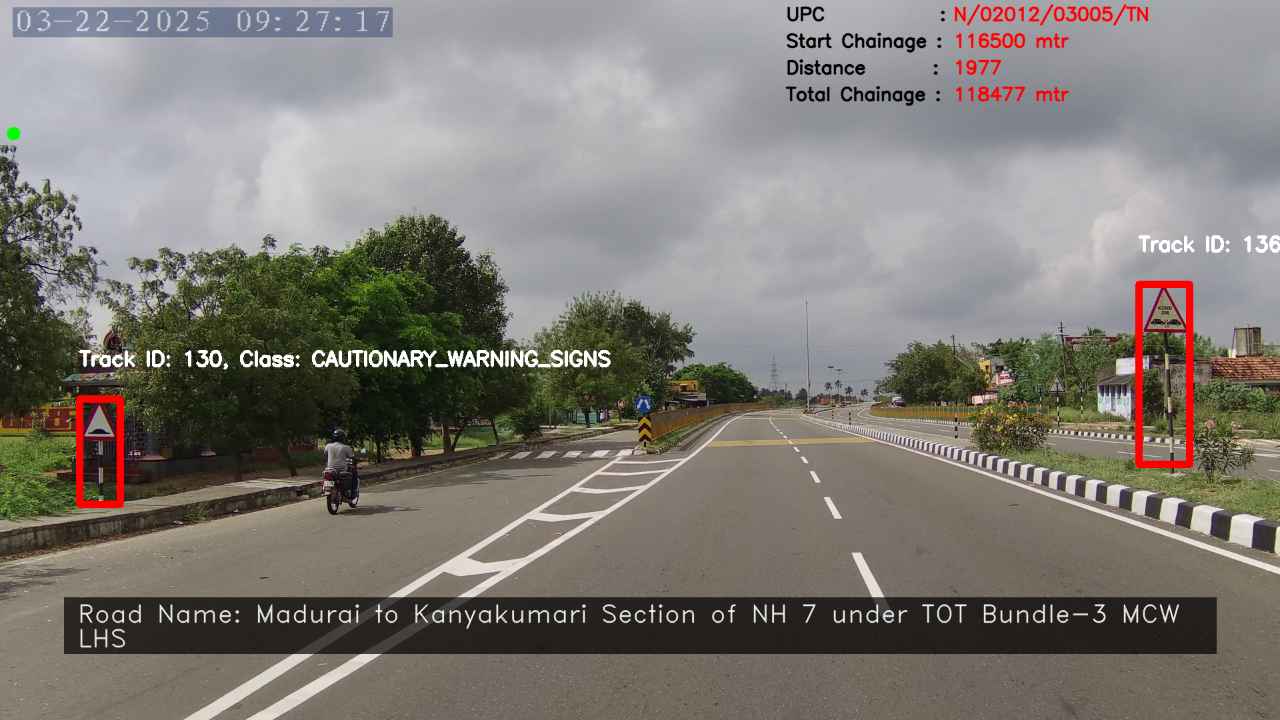 03-22-2025 09:27:17
UPC : N/02012/03005/TN
Start Chainage : 116500 mtr
Distance : 1977
Total Chainage : 118477 mtr
Track ID: 136
Track ID: 130, Class: CAUTIONARY_WARNING_SIGNS
Road Name: Madurai to Kanyakumari Section of NH 7 under TOT Bundle-3 MCW
LHS